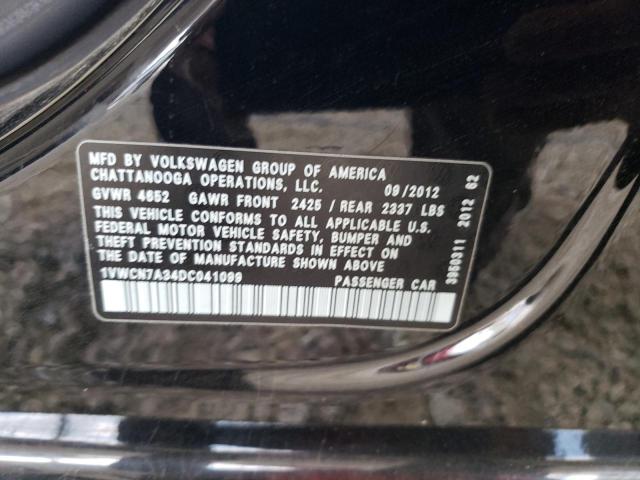 MFD BY VOLKSWAGEN GROUP OF AMERICA
CHATTANOOGA OPERATIONS, LLC. 09/2012
GVWR 4652 GAWR FRONT 2425 / REAR 2337 LBS
THIS VEHICLE CONFORMS TO ALL APPLICABLE U.S.
FEDERAL MOTOR VEHICLE SAFETY, BUMPER AND
THEFT PREVENTION STANDARDS IN EFFECT ON
THE DATE OF MANUFACTURE SHOWN ABOVE
1VWCN7A34DC041099 PASSENGER CAR
3950311 2012 62